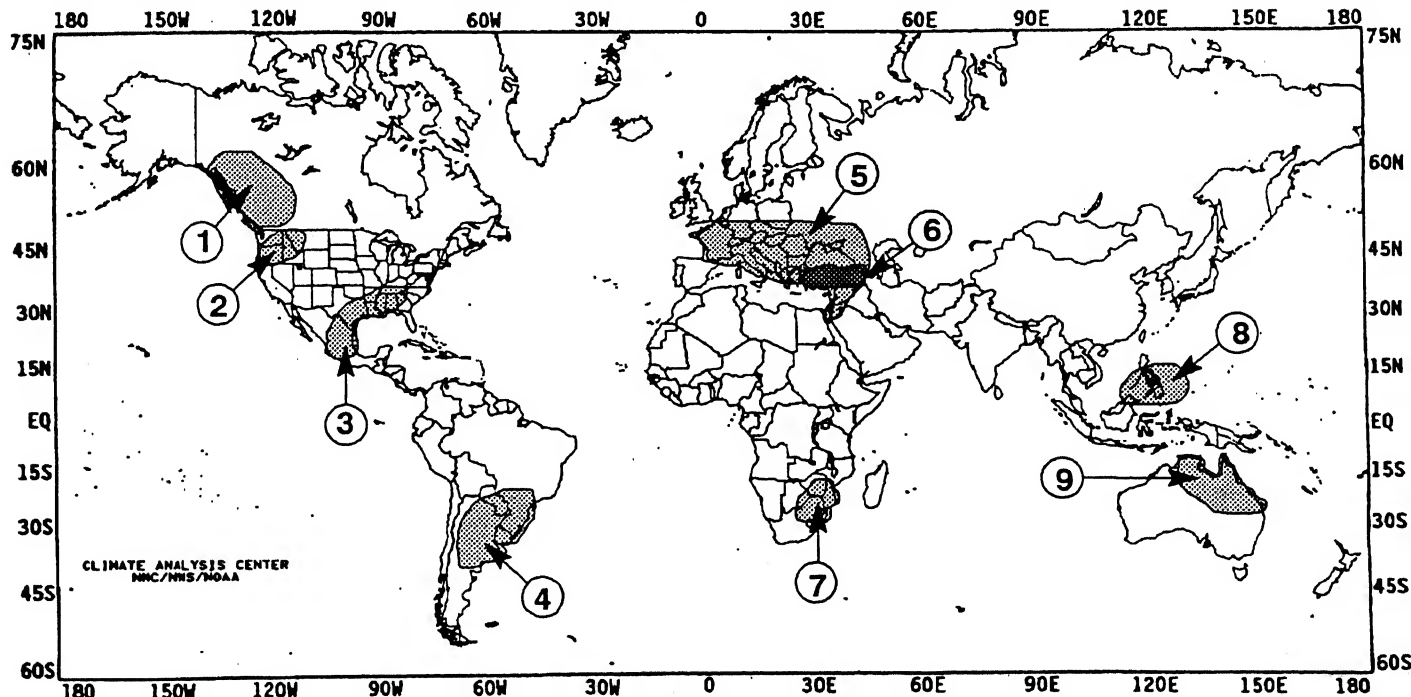 180 150W 120W 90W 60W 30W 0 30E 60E 90E 120E 150E 180
75N 75N
60N 60N
5
1 6
45N 45N
2
30N 30N
8
15N 15N
3
EQ EQ
9
15S 15S
30S 30S
CLIMATE ANALYSIS CENTER
NMC/NWS/NOAA
7
4
45S 45S
60S 60S
180 150W 120W 90W 60W 30W 0 30E 60E 90E 120E 150E 180